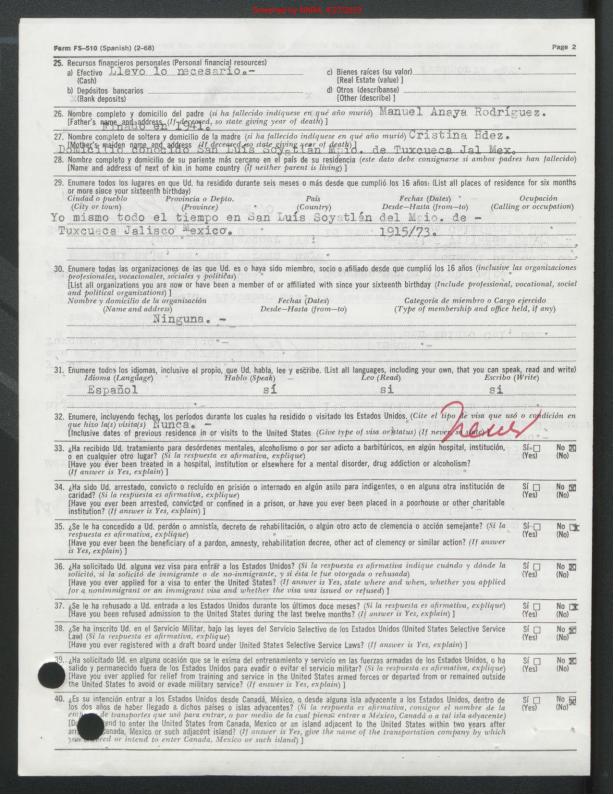 Declassified by NARA, 4/27/2023
Form FS-510 (Spanish) (2-68) Page 2
25. Recursos financieros personales (Personal financial resources)
a) Efectivo Llevo lo necesario.- c) Bienes raíces (su valor)
(Cash) [Real Estate (value) ]
b) Depósitos bancarios d) Otros (descríbanse)
(Bank deposits) [Other (describe) ]
26. Nombre completo y domicilio del padre (si ha fallecido indíquese en qué año murió) Manuel Anaya Rodríguez.
[Father's name and address (If deceased, so state giving year of death) ]
Finado en 1941.
27. Nombre completo de soltera y domicilio de la madre (si ha fallecido indíquese en qué año murió) Cristina Hdez.
[Mother's maiden name and address (If deceased, so state giving year of death) ]
Domicilio conocido San Luís Soyatlán Mpio. de Tuxcueca Jal Mex.
28. Nombre completo y domicilio de su pariente más cercano en el país de su residencia (este dato debe consignarse si ambos padres han fallecido)
[Name and address of next of kin in home country (if neither parent is living) ]
29. Enumere todos los lugares en que Ud. ha residido durante seis meses o más desde que cumplió los 16 años: (List all places of residence for six months
or more since your sixteenth birthday)
Ciudad o pueblo Provincia o Depto. País Fechas (Dates) Ocupación
(City or town) (Province) (Country) Desde—Hasta (from—to) (Calling or occupation)
Yo mismo todo el tiempo en San Luís Soyatlán del Mpio. de -
Tuxcueca Jalisco Mexico. 1915/73.
30. Enumere todas las organizaciones de las que Ud. es o haya sido miembro, socio o afiliado desde que cumplió los 16 años (inclusive las organizaciones
profesionales, vocacionales, sociales y políticas)
[List all organizations you are now or have been a member of or affiliated with since your sixteenth birthday (Include professional, vocational, social
and political organizations) ]
Nombre y domicilio de la organización Fechas (Dates) Categoría de miembro o Cargo ejercido
(Name and address) Desde—Hasta (from—to) (Type of membership and office held, if any)
Ninguna. -
31. Enumere todos los idiomas, inclusive el propio, que Ud. habla, lee y escribe. (List all languages, including your own, that you can speak, read and write)
Idioma (Language) Hablo (Speak) Leo (Read) Escribo (Write)
Español sí si sí
32. Enumere, incluyendo fechas, los períodos durante los cuales ha residido o visitado los Estados Unidos. (Cite el tipo de visa que usó o condición en
que hizo la(s) visita(s) Nunca. - never
[Inclusive dates of previous residence in or visits to the United States (Give type of visa or status) (If never, so state) ]
33. ¿Ha recibido Ud. tratamiento para desórdenes mentales, alcoholismo o por ser adicto a barbitúricos, en algún hospital, institución, Sí No
o en cualquier otro lugar? (Si la respuesta es afirmativa, explique) (Yes) (No)
[Have you ever been treated in a hospital, institution or elsewhere for a mental disorder, drug addiction or alcoholism?
(If answer is Yes, explain) ]
34. ¿Ha sido Ud. arrestado, convicto o recluído en prisión o internado en algún asilo para indigentes, o en alguna otra institución de Sí No
caridad? (Si la respuesta es afirmativa, explique) (Yes) (No)
[Have you ever been arrested, convicted or confined in a prison, or have you ever been placed in a poorhouse or other charitable
institution? (If answer is Yes, explain) ]
35. ¿Se le ha concedido a Ud. perdón o amnistía, decreto de rehabilitación, o algún otro acto de clemencia o acción semejante? (Si la Sí No
respuesta es afirmativa, explique) (Yes) (No)
[Have you ever been the beneficiary of a pardon, amnesty, rehabilitation decree, other act of clemency or similar action? (If answer
is Yes, explain) ]
36. ¿Ha solicitado Ud. alguna vez visa para entrar a los Estados Unidos? (Si la respuesta es afirmativa indique cuándo y dónde la Sí No
solicitó, si la solicitó de inmigrante o de no-inmigrante, y si ésta le fue otorgada o rehusada) (Yes) (No)
[Have you ever applied for a visa to enter the United States? (If answer is Yes, state where and when, whether you applied
for a nonimmigrant or an immigrant visa and whether the visa was issued or refused) ]
37. ¿Se le ha rehusado a Ud. entrada a los Estados Unidos durante los últimos doce meses? (Si la respuesta es afirmativa, explique) Sí No
[Have you been refused admission to the United States during the last twelve months? (If answer is Yes, explain) ] (Yes) (No)
38. ¿Se ha inscrito Ud. en el Servicio Militar, bajo las leyes del Servicio Selectivo de los Estados Unidos (United States Selective Service Sí No
Law) (Si la respuesta es afirmativa, explique) (Yes) (No)
[Have you ever registered with a draft board under United States Selective Service Laws? (If answer is Yes, explain) ]
39. ¿Ha solicitado Ud. en alguna ocasión que se le exima del entrenamiento y servicio en las fuerzas armadas de los Estados Unidos, o ha Sí No
salido y permanecido fuera de los Estados Unidos para evadir o evitar el servicio militar? (Si la respuesta es afirmativa, explique) (Yes) (No)
[Have you ever applied for relief from training and service in the United States armed forces or departed from or remained outside
the United States to avoid or evade military service? (If answer is Yes, explain) ]
40. ¿Es su intención entrar a los Estados Unidos desde Canadá, México, o desde alguna isla adyacente a los Estados Unidos, dentro de Sí No
los dos años de haber llegado a dichos países o islas adyacentes? (Si la respuesta es afirmativa, consigne el nombre de la (Yes) (No)
de transportes que usó para entrar, o por medio de la cual piensa entrar a México, Canadá o a tal isla adyacente)
end to enter the United States from Canada, Mexico or an island adjacent to the United States within two years after
Canada, Mexico or such adjacent island? (If answer is Yes, give the name of the transportation company by which
you entered or intend to enter Canada, Mexico or such island) ]